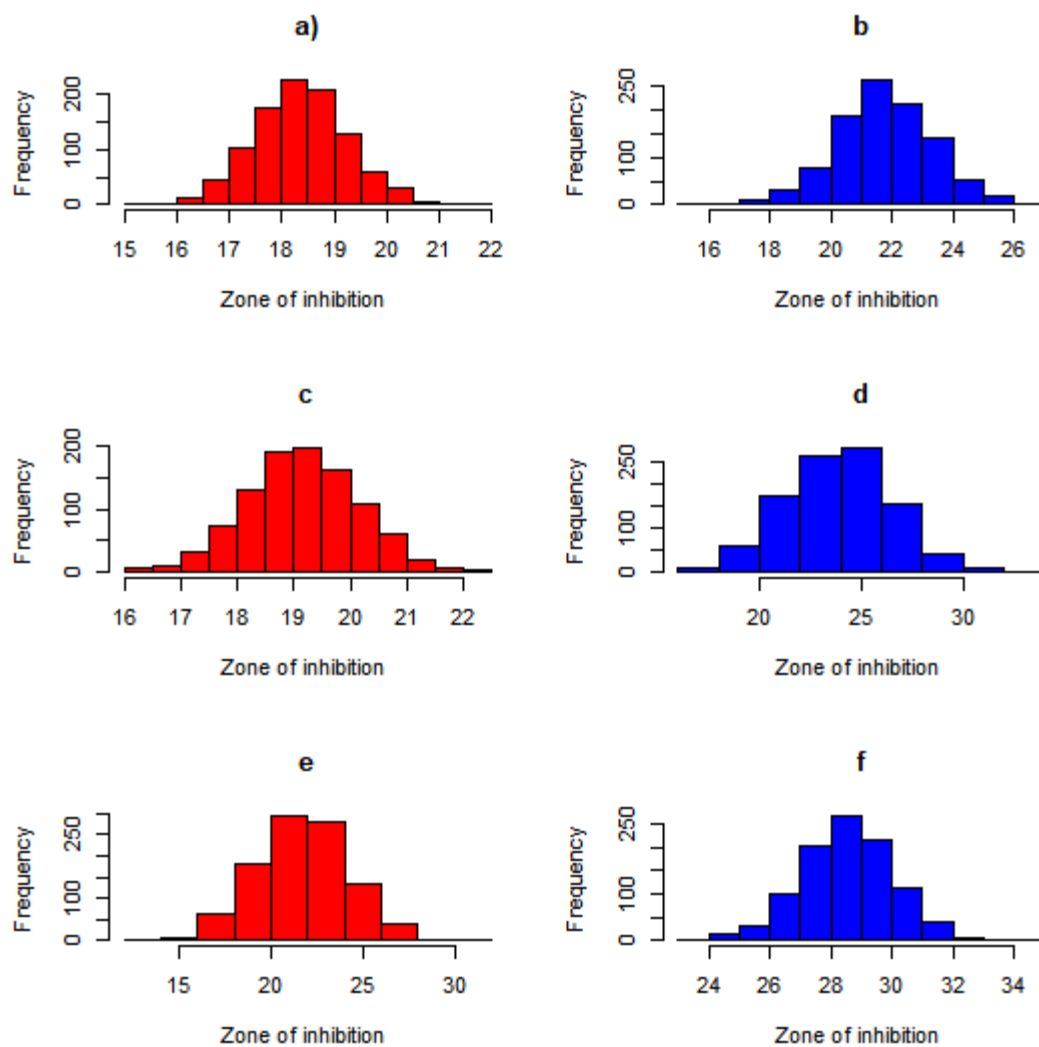 a)
Frequency
0 100 200
15 16 17 18 19 20 21 22
Zone of inhibition
b
Frequency
0 100 250
16 18 20 22 24 26
Zone of inhibition
c
Frequency
0 100 200
16 17 18 19 20 21 22
Zone of inhibition
d
Frequency
0 100 250
20 25 30
Zone of inhibition
e
Frequency
0 100 250
15 20 25 30
Zone of inhibition
f
Frequency
0 100 250
24 26 28 30 32 34
Zone of inhibition